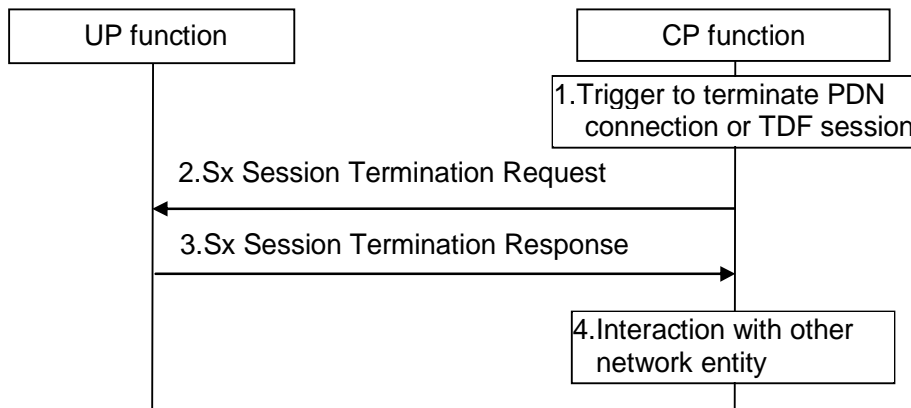 UP function
CP function
1.Trigger to terminate PDN
connection or TDF session
2.Sx Session Termination Request
3.Sx Session Termination Response
4.Interaction with other
network entity